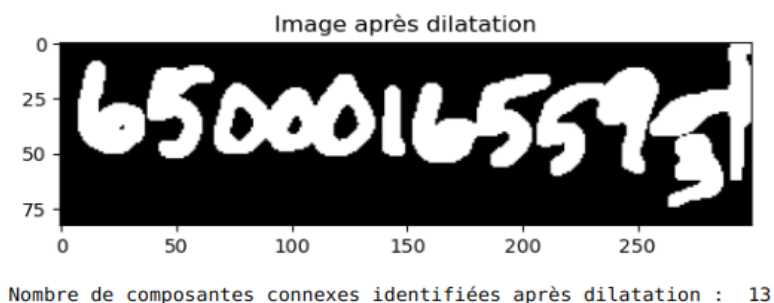 Image après dilatation
0
25
50
75
6500016559
0 50 100 150 200 250
Nombre de composantes connexes identifiées après dilatation : 13